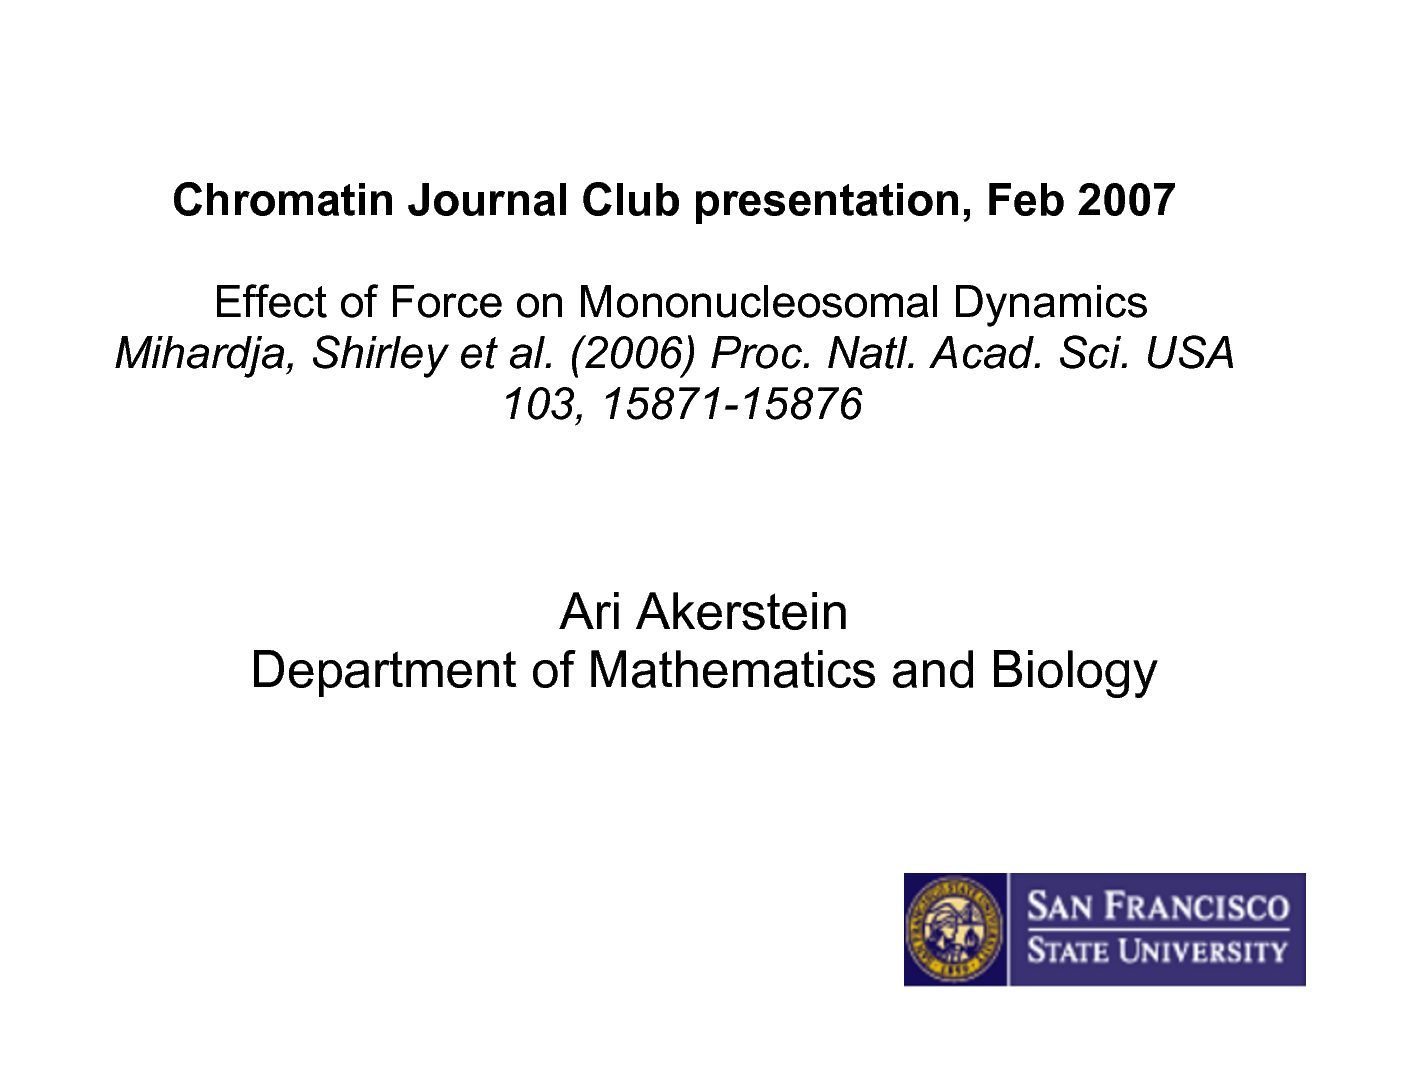 Chromatin Journal Club presentation, Feb 2007
Effect of Force on Mononucleosomal Dynamics
Mihardja, Shirley et al. (2006) Proc. Natl. Acad. Sci. USA
103, 15871-15876
Ari Akerstein
Department of Mathematics and Biology
SAN FRANCISCO
STATE UNIVERSITY